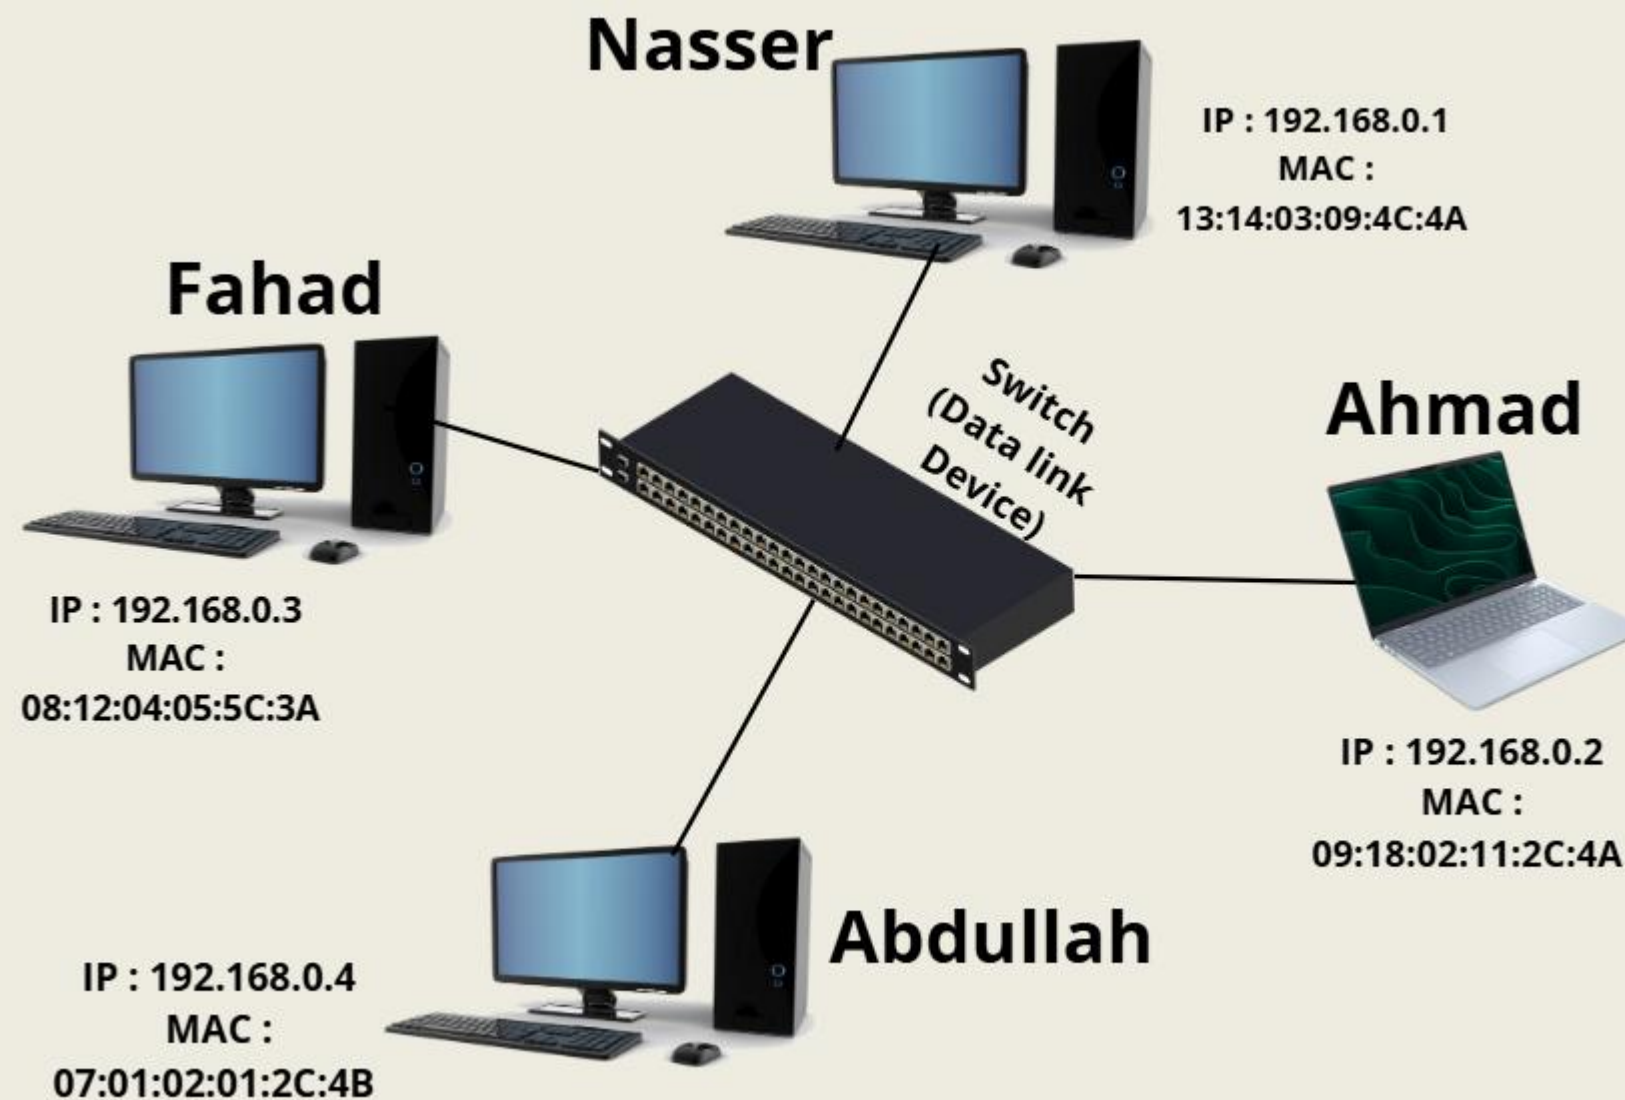 Nasser
IP : 192.168.0.1
MAC :
13:14:03:09:4C:4A
Fahad
IP : 192.168.0.3
MAC :
08:12:04:05:5C:3A
Switch
(Data link
Device)
Ahmad
IP : 192.168.0.2
MAC :
09:18:02:11:2C:4A
Abdullah
IP : 192.168.0.4
MAC :
07:01:02:01:2C:4B